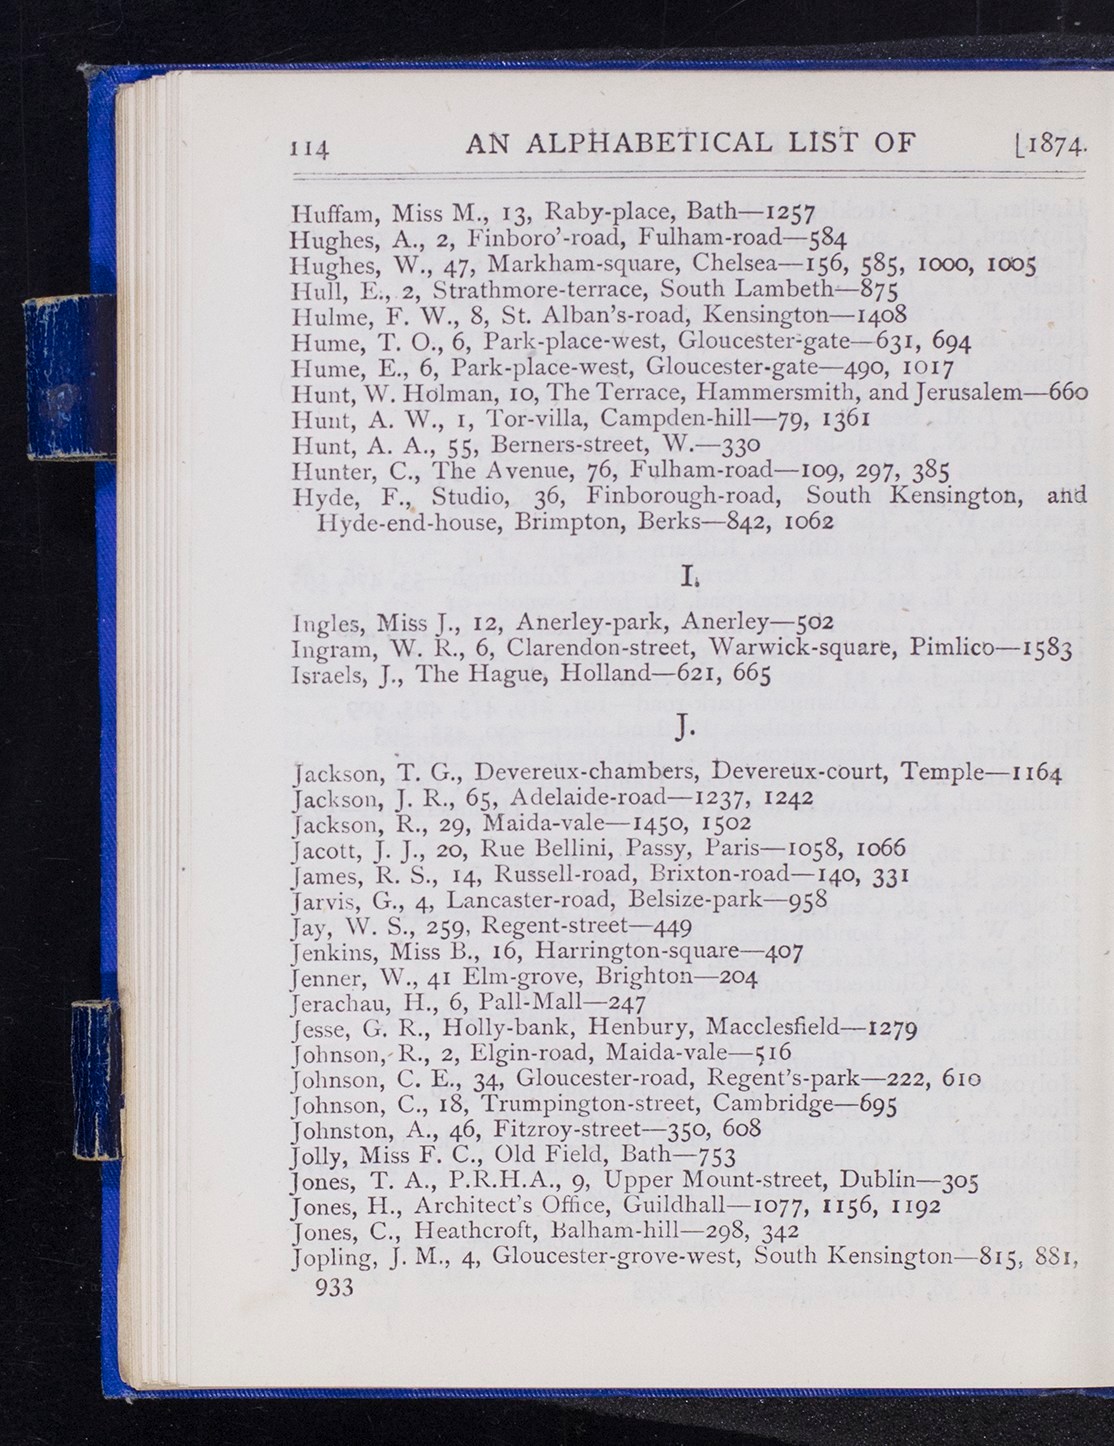 114 AN ALPHABETICAL LIST OF [1874.
Huffam, Miss M., 13, Raby-place, Bath—1257
Hughes, A., 2, Finboro'-road, Fulham-road—584
Hughes, W., 47, Markham-square, Chelsea—156, 585, 1000, 1005
Hull, E., 2, Strathmore-terrace, South Lambeth—875
Hulme, F. W., 8, St. Alban's-road, Kensington—1408
Hume, T. O., 6, Park-place-west, Gloucester-gate—631, 694
Hume, E., 6, Park-place-west, Gloucester-gate—490, 1017
Hunt, W. Holman, 10, The Terrace, Hammersmith, and Jerusalem—660
Hunt, A. W., 1, Tor-villa, Campden-hill—79, 1361
Hunt, A. A., 55, Berners-street, W.—330
Hunter, C., The Avenue, 76, Fulham-road—109, 297, 385
Hyde, F., Studio, 36, Finborough-road, South Kensington, and
Hyde-end-house, Brimpton, Berks—842, 1062
I.
Ingles, Miss J., 12, Anerley-park, Anerley—502
Ingram, W. R., 6, Clarendon-street, Warwick-square, Pimlico—1583
Israels, J., The Hague, Holland—621, 665
J.
Jackson, T. G., Devereux-chambers, Devereux-court, Temple—1164
Jackson, J. R., 65, Adelaide-road—1237, 1242
Jackson, R., 29, Maida-vale—1450, 1502
Jacott, J. J., 20, Rue Bellini, Passy, Paris—1058, 1066
James, R. S., 14, Russell-road, Brixton-road—140, 331
Jarvis, G., 4, Lancaster-road, Belsize-park—958
Jay, W. S., 259, Regent-street—449
Jenkins, Miss B., 16, Harrington-square—407
Jenner, W., 41 Elm-grove, Brighton—204
Jerachau, H., 6, Pall-Mall—247
Jesse, G. R., Holly-bank, Henbury, Macclesfield—1279
Johnson, R., 2, Elgin-road, Maida-vale—516
Johnson, C. E., 34, Gloucester-road, Regent's-park—222, 610
Johnson, C., 18, Trumpington-street, Cambridge—695
Johnston, A., 46, Fitzroy-street—350, 608
Jolly, Miss F. C., Old Field, Bath—753
Jones, T. A., P.R.H.A., 9, Upper Mount-street, Dublin—305
Jones, H., Architect's Office, Guildhall—1077, 1156, 1192
Jones, C., Heathcroft, Balham-hill—298, 342
Jopling, J. M., 4, Gloucester-grove-west, South Kensington—815, 881,
933